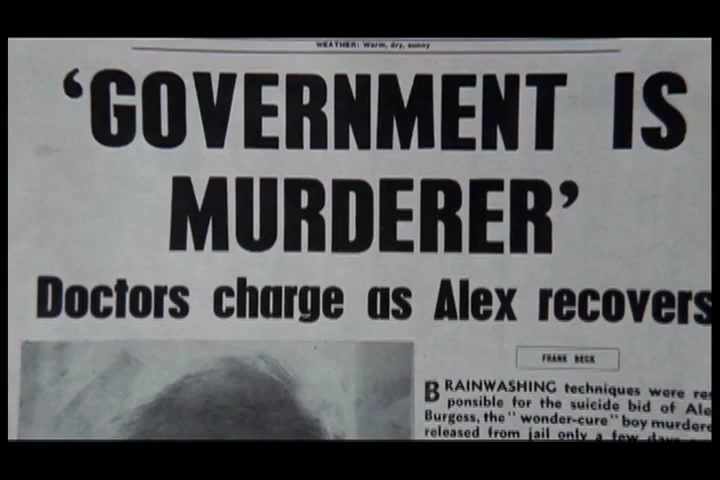 WEATHER: Warm, dry, sunny
‘GOVERNMENT IS
MURDERER’
Doctors charge as Alex recovers
FRANK BECK
BRAINWASHING techniques were res
ponsible for the suicide bid of Ale
Burgess, the "wonder-cure" boy murdere
released from jail only a few days